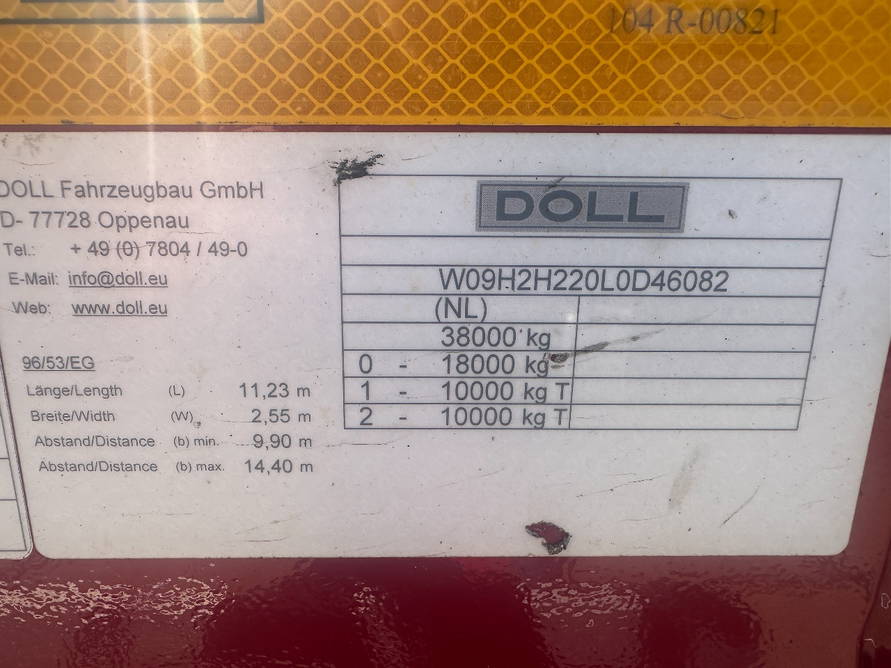 104 R-00821
DOLL Fahrzeugbau GmbH
D- 77728 Oppenau
Tel.: + 49 (0) 7804 / 49-0
E-Mail: info@doll.eu
Web: www.doll.eu
96/53/EG
Länge/Length (L) 11,23 m
Breite/Width (W) 2,55 m
Abstand/Distance (b) min. 9,90 m
Abstand/Distance (b) max. 14,40 m
DOLL
W09H2H220L0D46082
(NL)
38000 kg
0 - 18000 kg
1 - 10000 kg T
2 - 10000 kg T